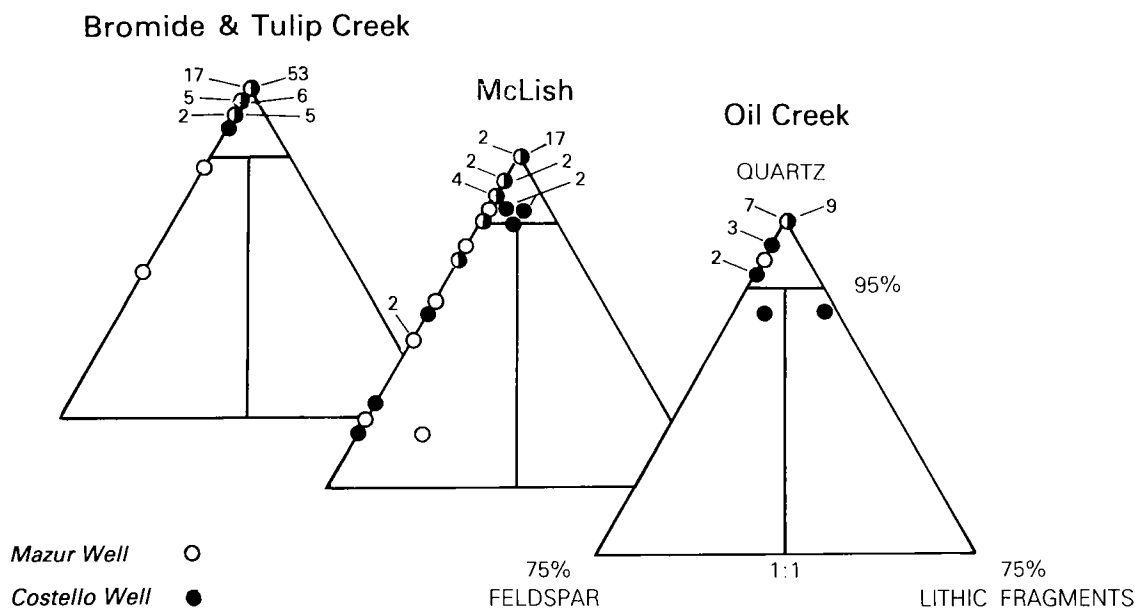 Bromide & Tulip Creek
17 53
5 6
2 5
McLish
2 17
2 2
4 2
2
Oil Creek
QUARTZ
7 9
3
2
95%
Mazur Well
Costello Well
75% 1:1 75%
FELDSPAR LITHIC FRAGMENTS